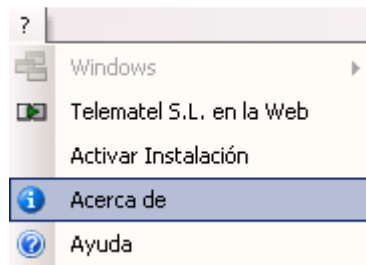 ?
Windows
Telematel S.L. en la Web
Activar Instalación
Acerca de
Ayuda